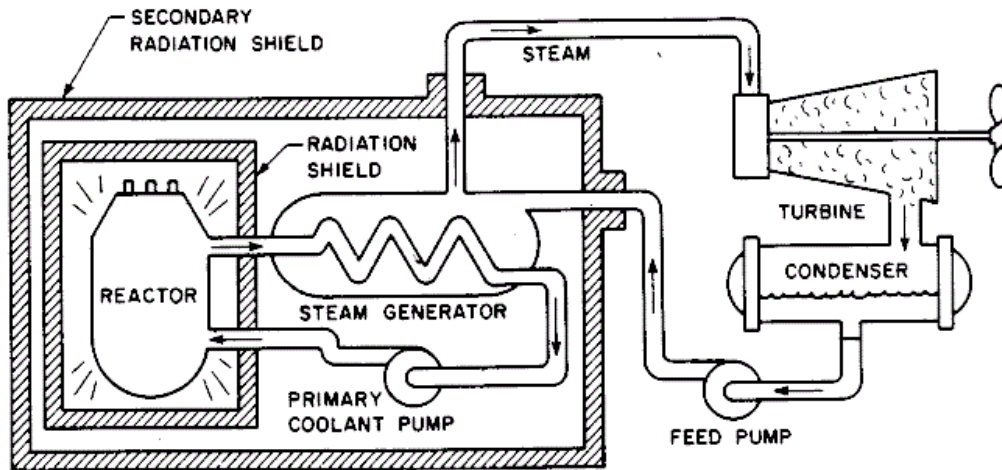 SECONDARY
RADIATION SHIELD
STEAM
RADIATION
SHIELD
TURBINE
CONDENSER
REACTOR
STEAM GENERATOR
PRIMARY
COOLANT PUMP
FEED PUMP